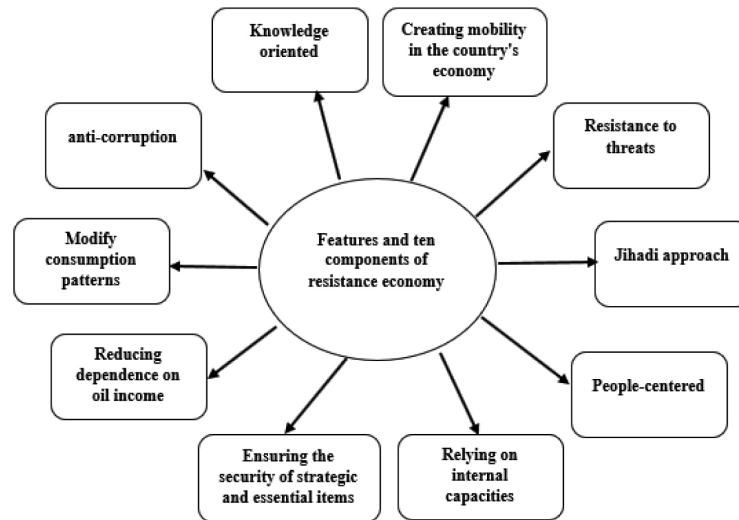 Knowledge
oriented
Creating mobility
in the country's
economy
anti-corruption
Resistance to
threats
Features and ten
components of
resistance economy
Modify
consumption
patterns
Jihadi approach
Reducing
dependence on
oil income
People-centered
Ensuring the
security of strategic
and essential items
Relying on
internal
capacities